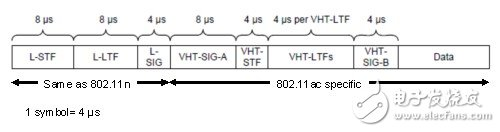 8 μs 8 μs 4 μs 8 μs 4 μs 4 μs per VHT-LTF 4 μs
L-STF L-LTF L-SIG VHT-SIG-A VHT-STF VHT-LTFs VHT-SIG-B Data
Same as 802.11n 802.11ac specific
1 symbol= 4 μs
电子发烧友
www.elecfans.com